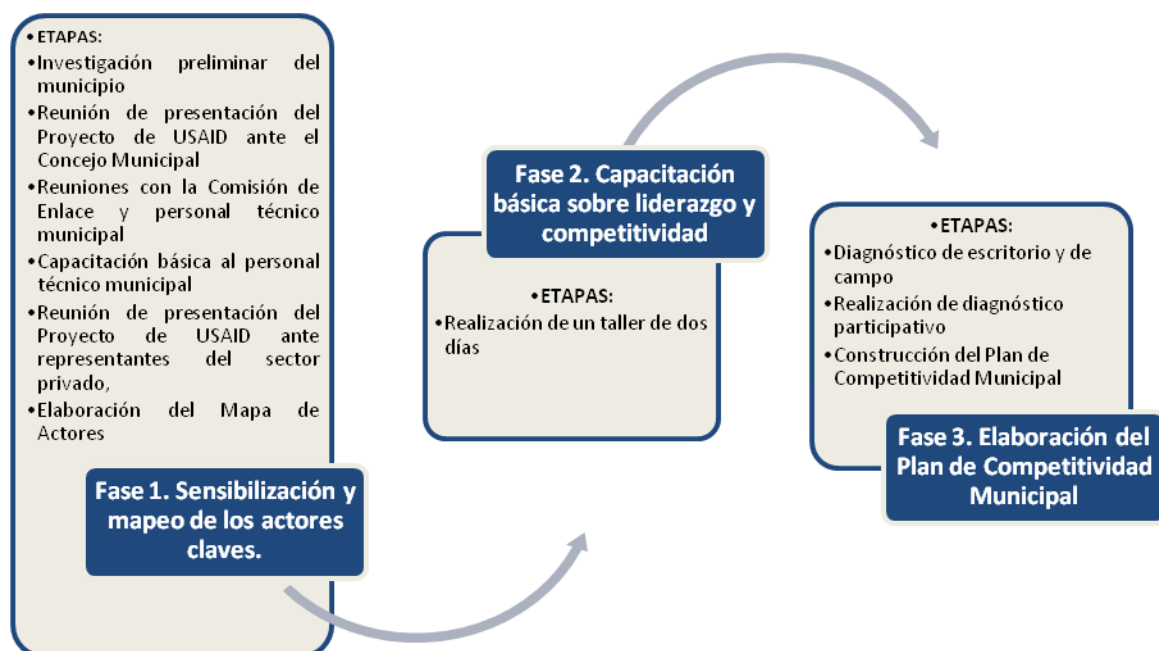 •ETAPAS:
•Investigación preliminar del
municipio
•Reunión de presentación del
Proyecto de USAID ante el
Concejo Municipal
•Reuniones con la Comisión de
Enlace y personal técnico
municipal
•Capacitación básica al personal
técnico municipal
•Reunión de presentación del
Proyecto de USAID ante
representantes del sector
privado,
•Elaboración del Mapa de
Actores
Fase 1. Sensibilización y
mapeo de los actores
claves.
Fase 2. Capacitación
básica sobre liderazgo y
competitividad
•ETAPAS:
•Realización de un taller de dos
días
•ETAPAS:
•Diagnóstico de escritorio y de
campo
•Realización de diagnóstico
participativo
•Construcción del Plan de
Competitividad Municipal
Fase 3. Elaboración del
Plan de Competitividad
Municipal